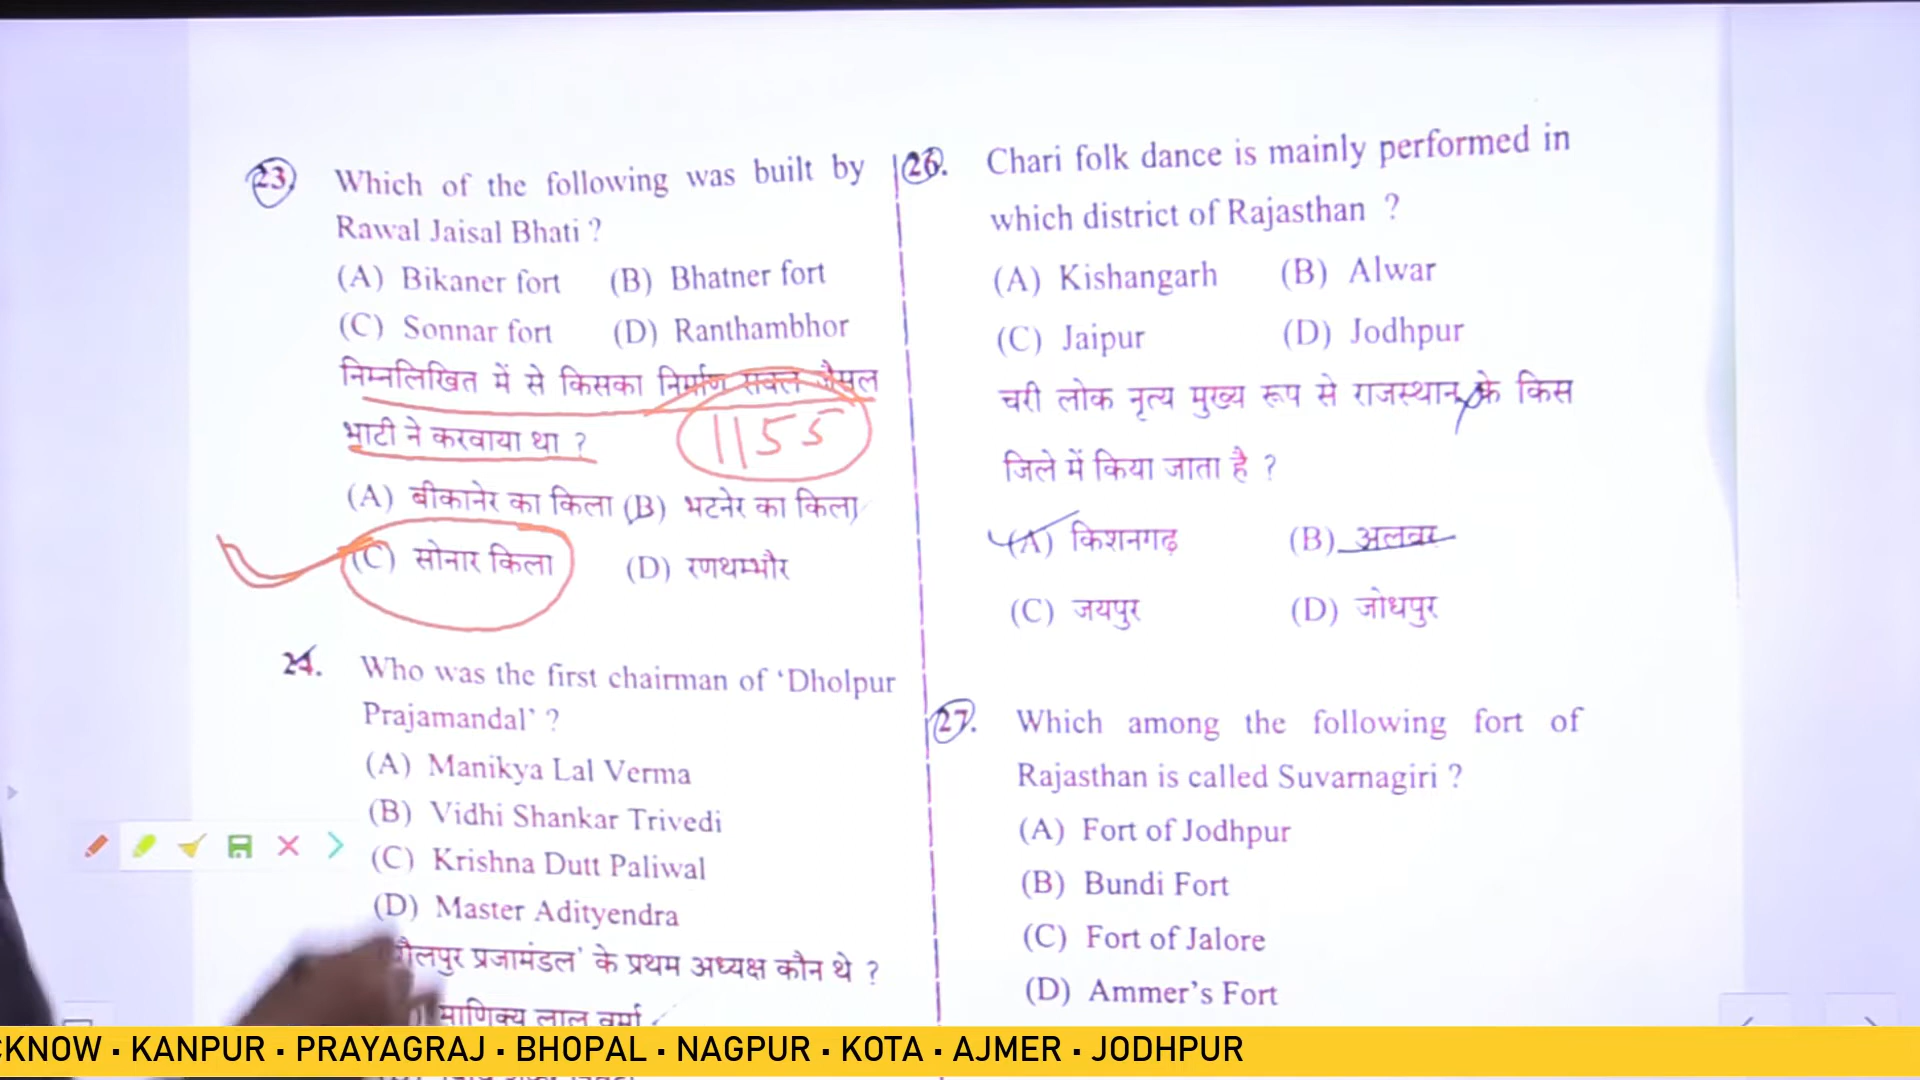 23. Which of the following was built by
Rawal Jaisal Bhati ?
(A) Bikaner fort (B) Bhatner fort
(C) Sonnar fort (D) Ranthambhor
निम्नलिखित में से किसका निर्माण रावल जैसल
भाटी ने करवाया था ?
1155
(A) बीकानेर का किला (B) भटनेर का किला
(C) सोनार किला (D) रणथम्भौर
24. Who was the first chairman of ‘Dholpur
Prajamandal’ ?
(A) Manikya Lal Verma
(B) Vidhi Shankar Trivedi
(C) Krishna Dutt Paliwal
(D) Master Adityendra
धौलपुर प्रजामंडल' के प्रथम अध्यक्ष कौन थे ?
माणिक्य लाल वर्मा
26. Chari folk dance is mainly performed in
which district of Rajasthan ?
(A) Kishangarh (B) Alwar
(C) Jaipur (D) Jodhpur
चरी लोक नृत्य मुख्य रूप से राजस्थान के किस
जिले में किया जाता है ?
(A) किशनगढ़ (B) अलवर
(C) जयपुर (D) जोधपुर
27. Which among the following fort of
Rajasthan is called Suvarnagiri ?
(A) Fort of Jodhpur
(B) Bundi Fort
(C) Fort of Jalore
(D) Ammer’s Fort
CKNOW ▪ KANPUR ▪ PRAYAGRAJ ▪ BHOPAL ▪ NAGPUR ▪ KOTA ▪ AJMER ▪ JODHPUR